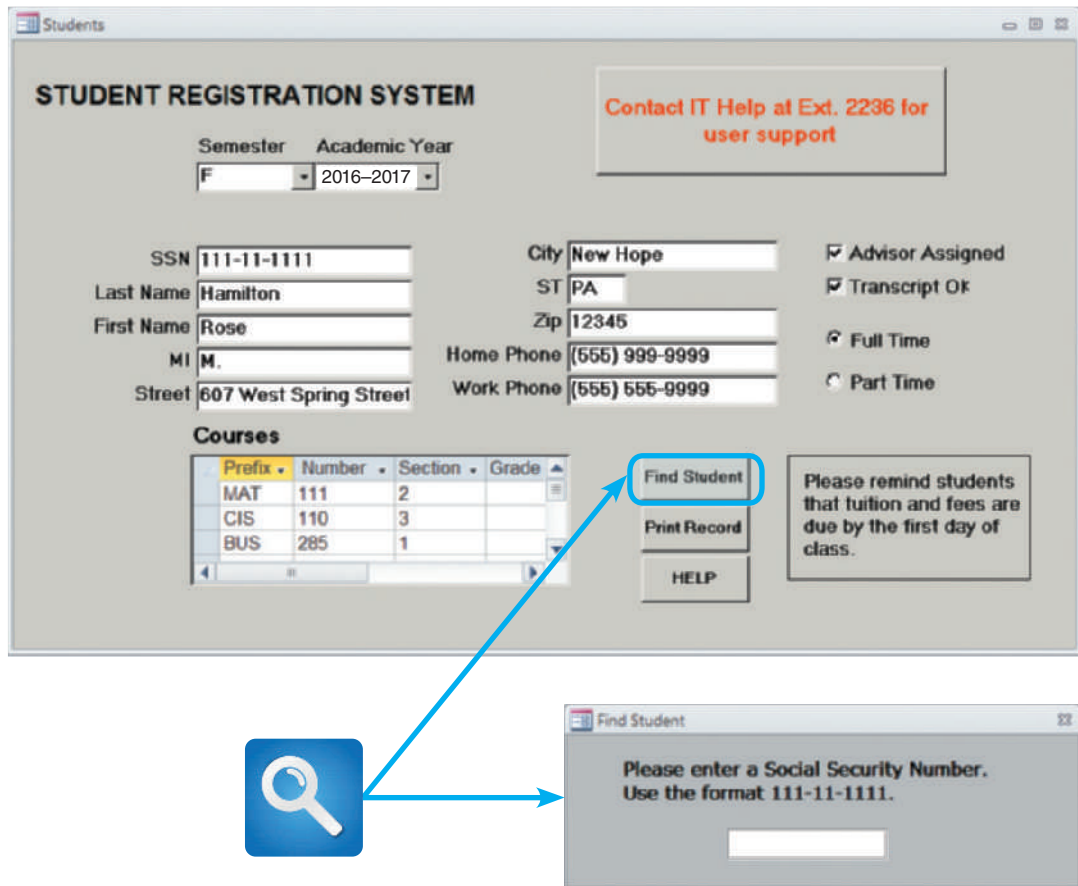 Students
STUDENT REGISTRATION SYSTEM
Contact IT Help at Ext. 2236 for
user support
Semester Academic Year
F 2016–2017
SSN 111-11-1111
Last Name Hamilton
First Name Rose
MI M.
Street 607 West Spring Street
City New Hope
ST PA
Zip 12345
Home Phone (555) 999-9999
Work Phone (555) 555-9999
Advisor Assigned
Transcript OK
Full Time
Part Time
Courses
Prefix Number Section Grade
MAT 111 2
CIS 110 3
BUS 285 1
Find Student
Print Record
HELP
Please remind students
that tuition and fees are
due by the first day of
class.
Find Student
Please enter a Social Security Number.
Use the format 111-11-1111.